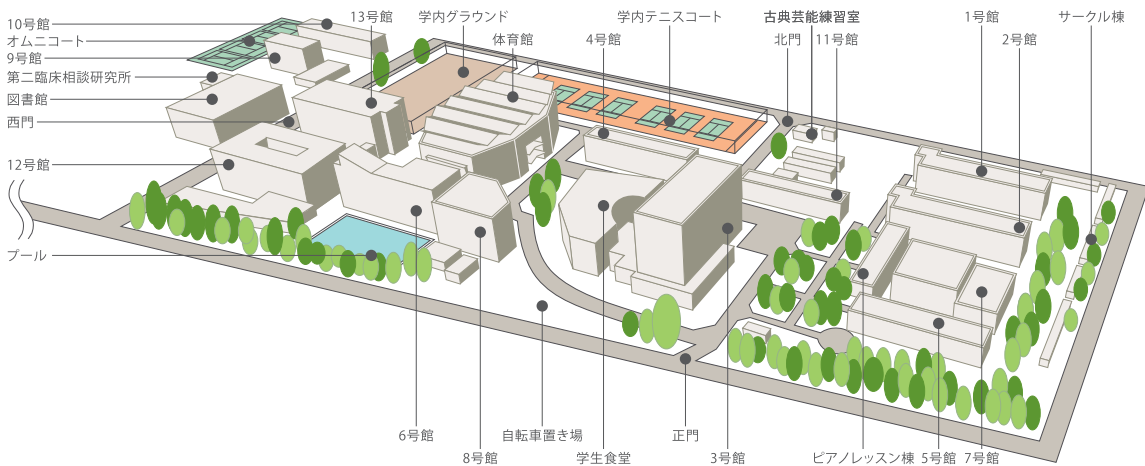 10号館
オムニコート
9号館
第二臨床相談研究所
図書館
西門
12号館
プール
13号館
学内グラウンド
体育館
学内テニスコート
4号館
古典芸能練習室
北門
11号館
1号館
2号館
サークル棟
6号館
8号館
自転車置き場
学生食堂
正門
3号館
ピアノレッスン棟
5号館
7号館